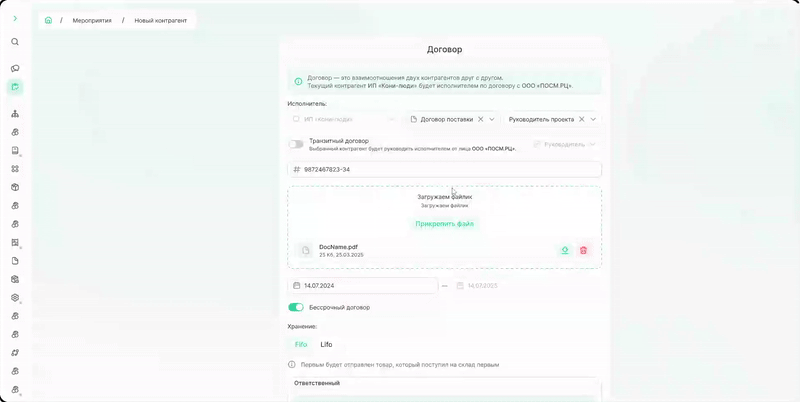 / Мероприятия / Новый контрагент
Договор
Договор — это взаимоотношения двух контрагентов друг с другом.
Текущий контрагент ИП «Кони-люди» будет исполнителем по договору с ООО «ПОСМ.РЦ».
Исполнитель:
ИП «Кони-люди»
Договор поставки
Руководитель проекта
Транзитный договор
Выбранный контрагент будет руководить исполнителем от лица ООО «ПОСМ.РЦ».
Руководитель
# 9872467823-34
Загружаем файлик
Загружаем файлик
Прикрепить файл
DocName.pdf
25 Кб, 25.03.2025
14.07.2024 — 14.07.2025
Бессрочный договор
Хранение:
Fifo Lifo
Первым будет отправлен товар, который поступил на склад первым
Ответственный